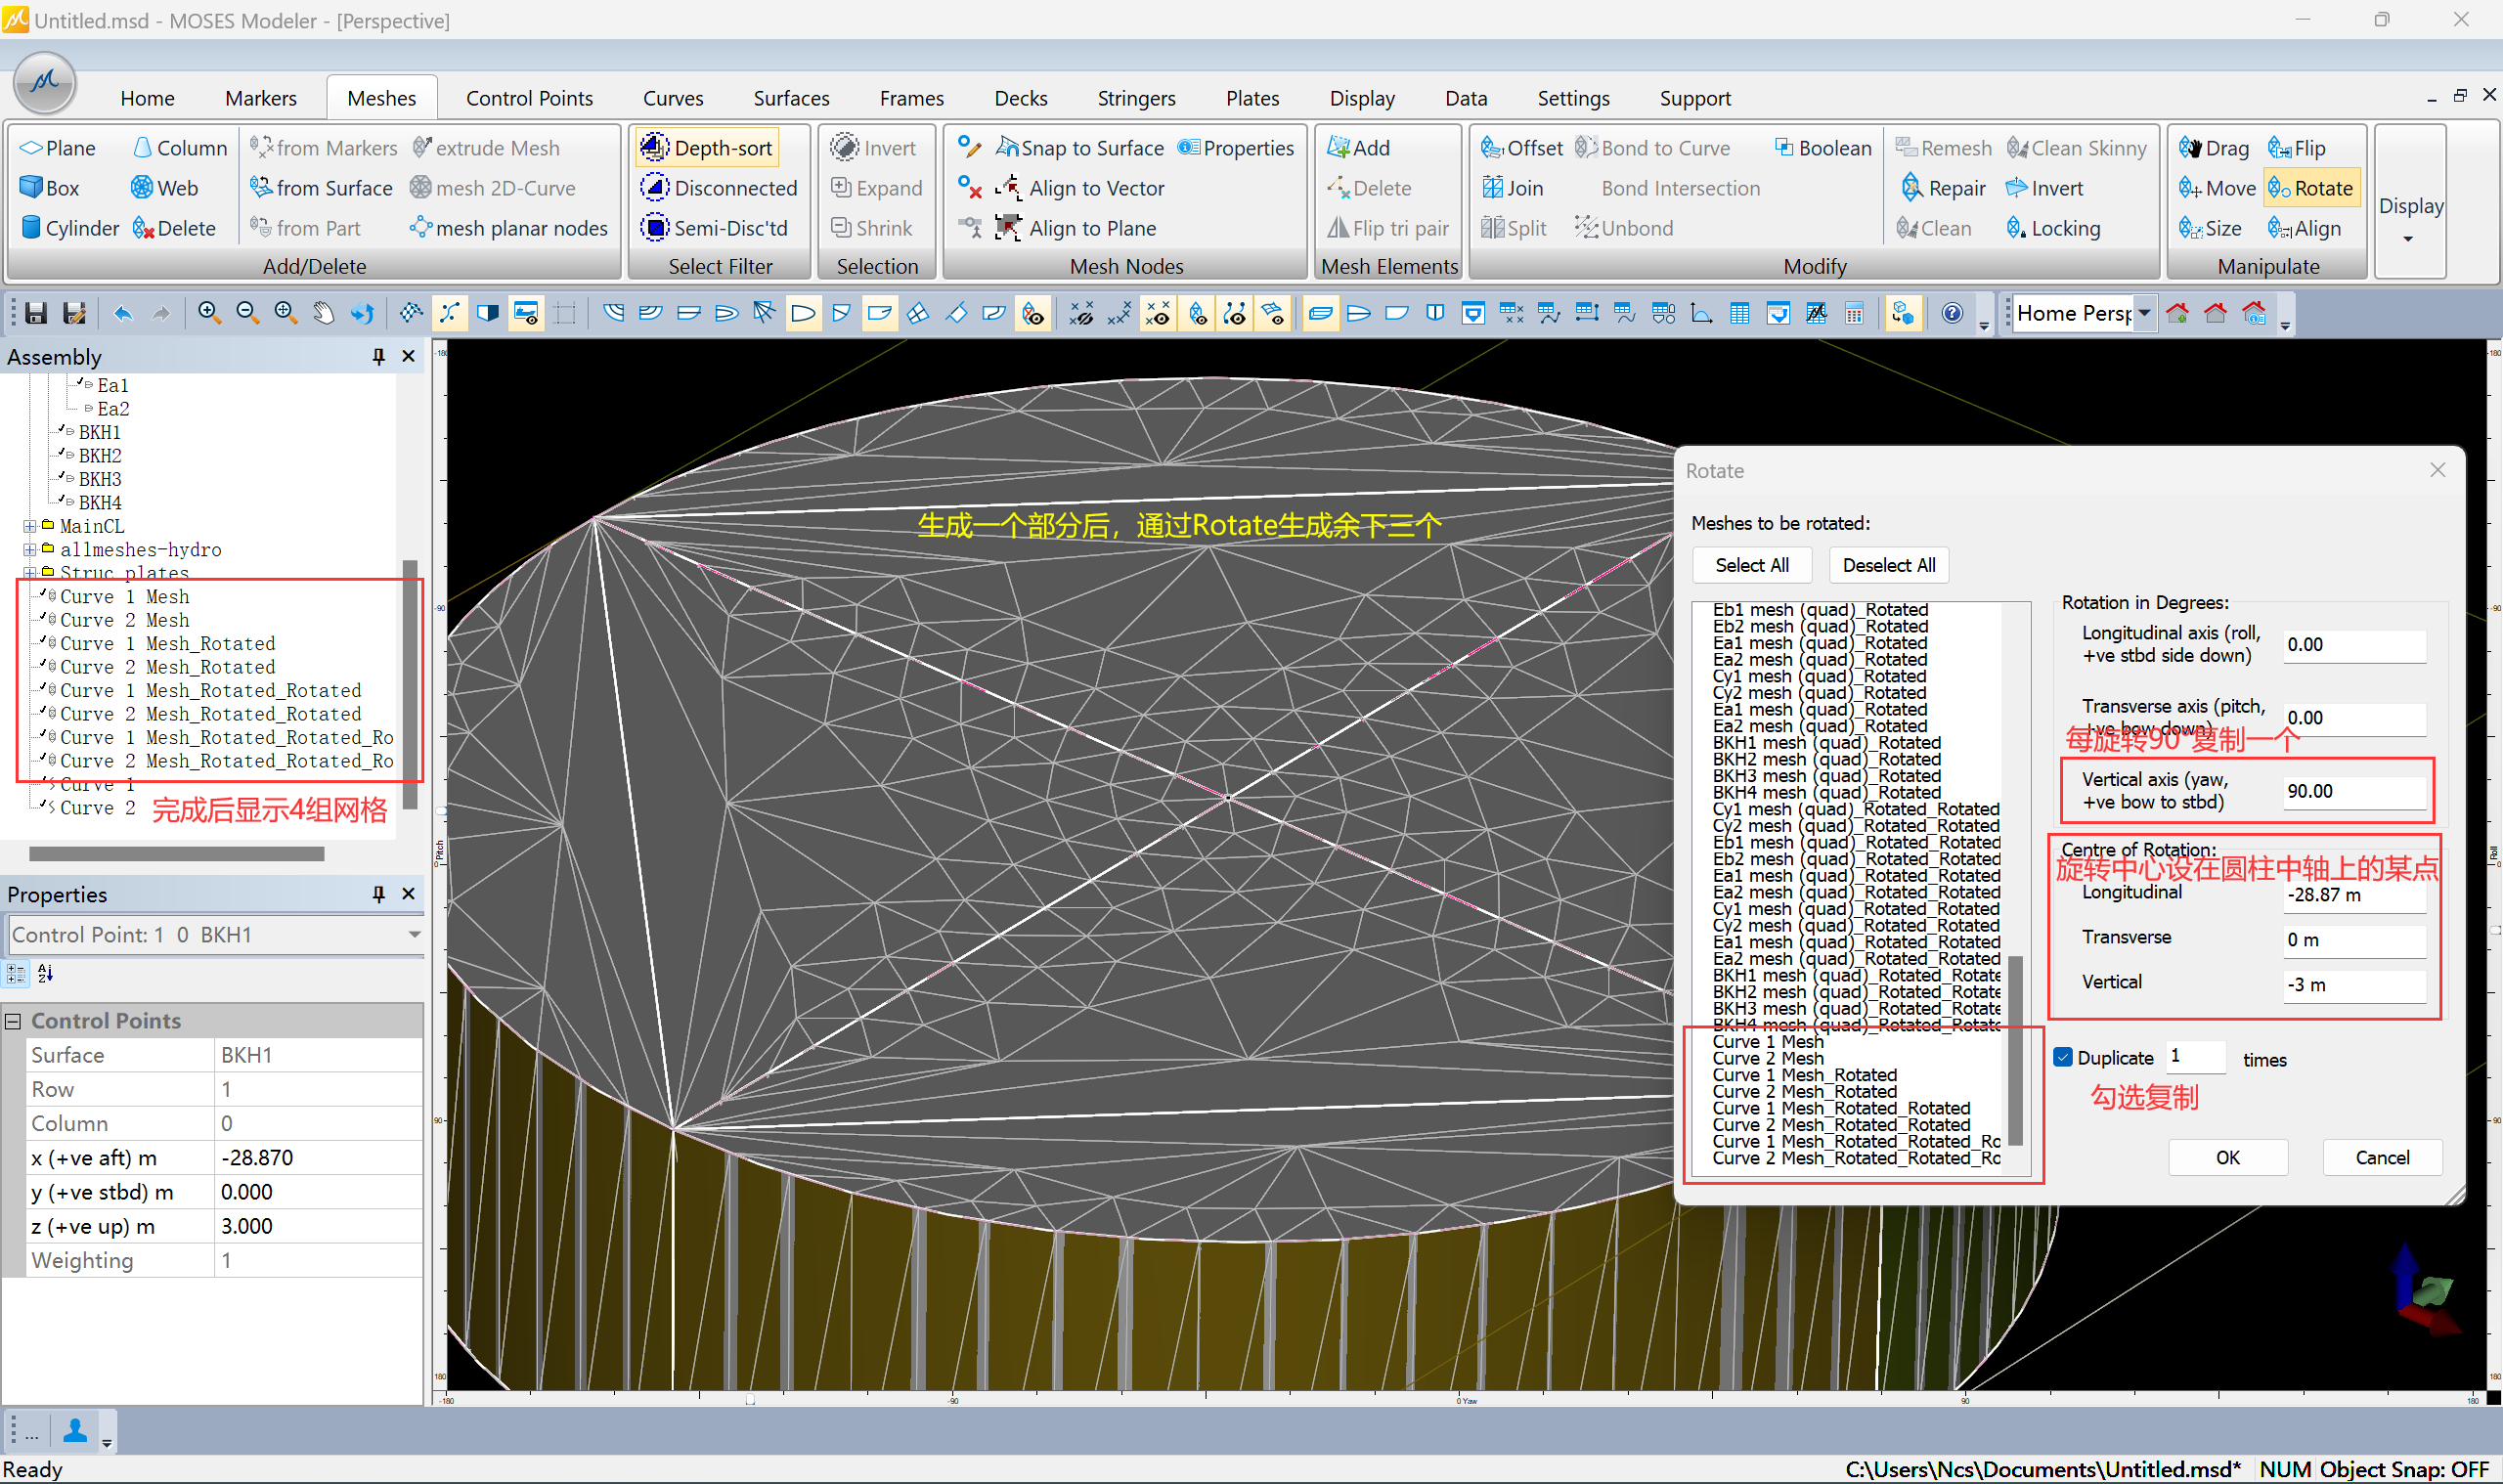 Untitled.msd - MOSES Modeler - [Perspective]
Home Markers Meshes Control Points Curves Surfaces Frames Decks Stringers Plates Display Data Settings Support
Plane Column from Markers extrude Mesh Depth-sort Invert Snap to Surface Properties Add Offset Bond to Curve Boolean Remesh Clean Skinny Drag Flip
Box Web from Surface mesh 2D-Curve Disconnected Expand Align to Vector Delete Join Bond Intersection Repair Invert Move Rotate Display
Cylinder Delete from Part mesh planar nodes Semi-Disc'td Shrink Align to Plane Flip tri pair Split Unbond Clean Locking Size Align
Add/Delete Select Filter Selection Mesh Nodes Mesh Elements Modify Manipulate
Home Persp
Assembly
Ea1
Ea2
BKH1
BKH2
BKH3
BKH4
MainCL
allmeshes-hydro
Struc plates
Curve 1 Mesh
Curve 2 Mesh
Curve 1 Mesh_Rotated
Curve 2 Mesh_Rotated
Curve 1 Mesh_Rotated_Rotated
Curve 2 Mesh_Rotated_Rotated
Curve 1 Mesh_Rotated_Rotated_Ro
Curve 2 Mesh_Rotated_Rotated_Ro
Curve 1
Curve 2
完成后显示4组网格
Properties
Control Point: 1 0 BKH1
Control Points
Surface BKH1
Row 1
Column 0
x (+ve aft) m -28.870
y (+ve stbd) m 0.000
z (+ve up) m 3.000
Weighting 1
生成一个部分后，通过Rotate生成余下三个
-180
-90
0 Pitch
90
180
-180 -90 0 Yaw 90 180
-180
-90
0 Roll
90
180
Rotate
Meshes to be rotated:
Select All Deselect All
Eb1 mesh (quad)_Rotated
Eb2 mesh (quad)_Rotated
Ea1 mesh (quad)_Rotated
Ea2 mesh (quad)_Rotated
Cy1 mesh (quad)_Rotated
Cy2 mesh (quad)_Rotated
Ea1 mesh (quad)_Rotated
Ea2 mesh (quad)_Rotated
BKH1 mesh (quad)_Rotated
BKH2 mesh (quad)_Rotated
BKH3 mesh (quad)_Rotated
BKH4 mesh (quad)_Rotated
Cy1 mesh (quad)_Rotated_Rotated
Cy2 mesh (quad)_Rotated_Rotated
Eb1 mesh (quad)_Rotated_Rotated
Eb2 mesh (quad)_Rotated_Rotated
Ea1 mesh (quad)_Rotated_Rotated
Ea2 mesh (quad)_Rotated_Rotated
Cy1 mesh (quad)_Rotated_Rotated
Cy2 mesh (quad)_Rotated_Rotated
Ea1 mesh (quad)_Rotated_Rotated
Ea2 mesh (quad)_Rotated_Rotated
BKH1 mesh (quad)_Rotated_Rotate
BKH2 mesh (quad)_Rotated_Rotate
BKH3 mesh (quad)_Rotated_Rotate
BKH4 mesh (quad)_Rotated_Rotate
Curve 1 Mesh
Curve 2 Mesh
Curve 1 Mesh_Rotated
Curve 2 Mesh_Rotated
Curve 1 Mesh_Rotated_Rotated
Curve 2 Mesh_Rotated_Rotated
Curve 1 Mesh_Rotated_Rotated_Ro
Curve 2 Mesh_Rotated_Rotated_Ro
Rotation in Degrees:
Longitudinal axis (roll,
+ve stbd side down) 0.00
Transverse axis (pitch,
+ve bow down) 0.00
每旋转90°复制一个
Vertical axis (yaw,
+ve bow to stbd) 90.00
Centre of Rotation:
旋转中心设在圆柱中轴上的某点
Longitudinal -28.87 m
Transverse 0 m
Vertical -3 m
Duplicate 1 times
勾选复制
OK Cancel
...
Ready C:\Users\Ncs\Documents\Untitled.msd* NUM Object Snap: OFF